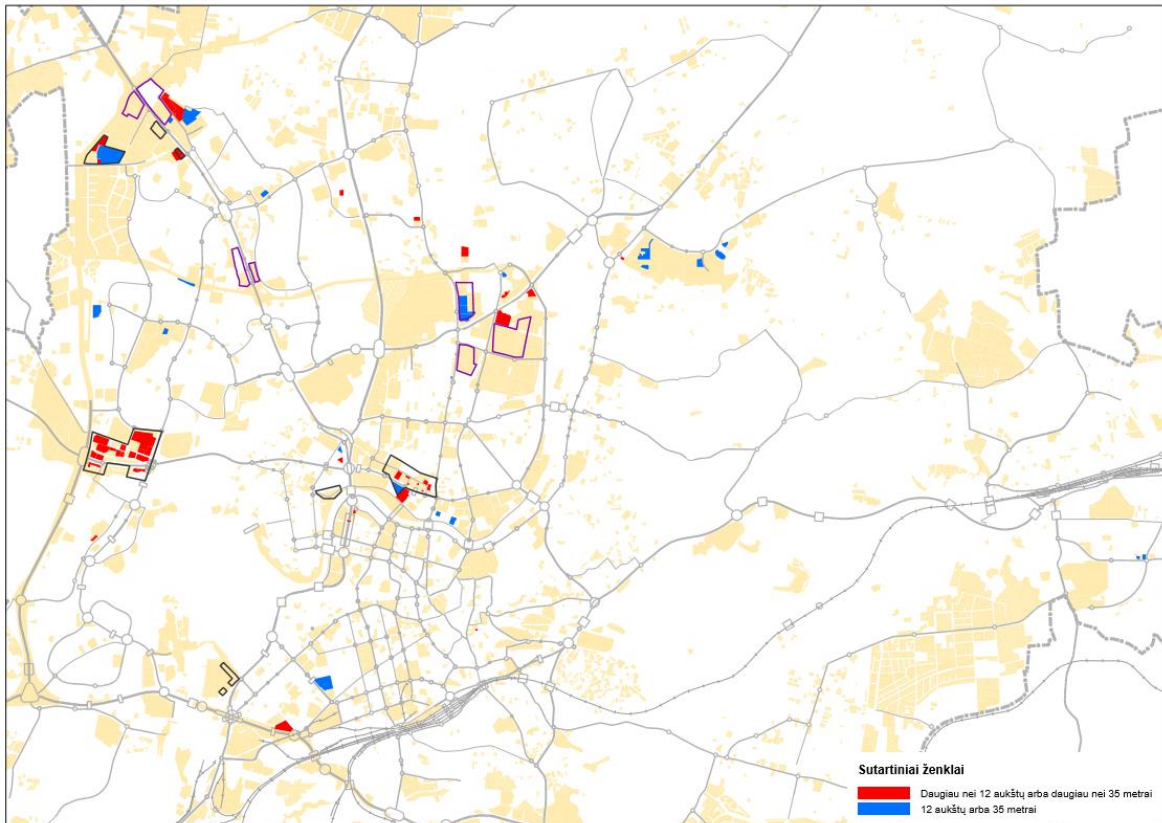 Sutartiniai ženklai
Daugiau nei 12 aukštų arba daugiau nei 35 metrai
12 aukštų arba 35 metrai